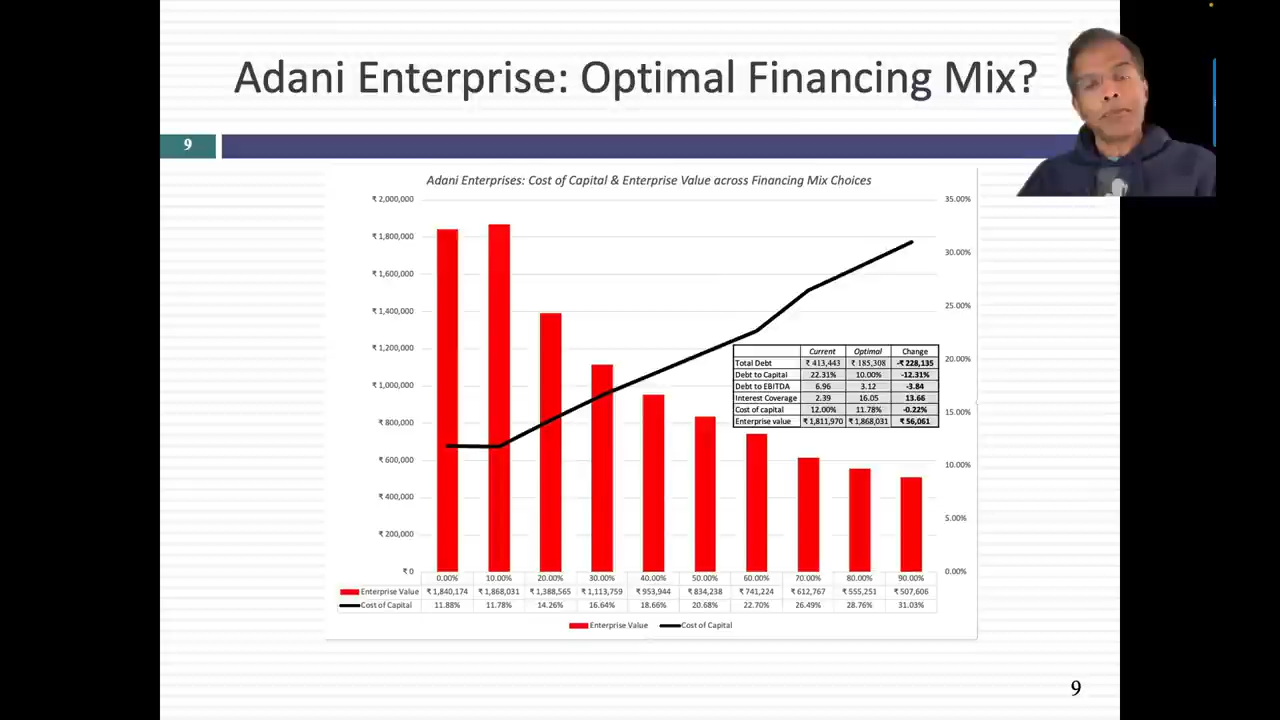 Adani Enterprise: Optimal Financing Mix?
9
Adani Enterprises: Cost of Capital & Enterprise Value across Financing Mix Choices
₹ 2,000,000
₹ 1,800,000
₹ 1,600,000
₹ 1,400,000
₹ 1,200,000
₹ 1,000,000
₹ 800,000
₹ 600,000
₹ 400,000
₹ 200,000
₹ 0
35.00%
30.00%
25.00%
20.00%
15.00%
10.00%
5.00%
0.00%
Current Optimal Change
Total Debt ₹ 413,443 ₹ 185,308 -₹ 228,135
Debt to Capital 22.31% 10.00% -12.31%
Debt to EBITDA 6.96 3.12 -3.84
Interest Coverage 2.39 16.05 13.66
Cost of capital 12.00% 11.78% -0.22%
Enterprise value ₹ 1,811,970 ₹ 1,868,031 ₹ 56,061
0.00% 10.00% 20.00% 30.00% 40.00% 50.00% 60.00% 70.00% 80.00% 90.00%
Enterprise Value ₹ 1,840,174 ₹ 1,868,031 ₹ 1,388,565 ₹ 1,113,759 ₹ 953,944 ₹ 834,238 ₹ 741,224 ₹ 612,767 ₹ 555,251 ₹ 507,606
Cost of Capital 11.88% 11.78% 14.26% 16.64% 18.66% 20.68% 22.70% 26.49% 28.76% 31.03%
Enterprise Value Cost of Capital
9